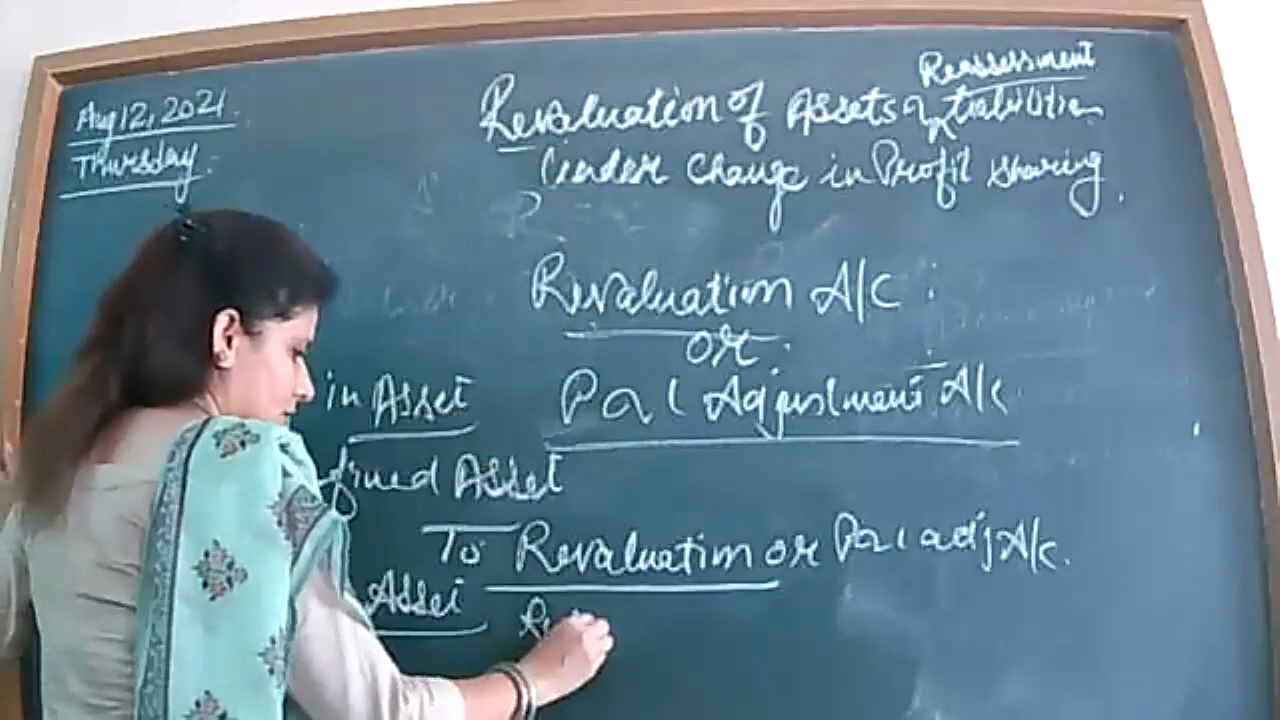 Aug 12, 2021.
Thursday.
Reassessment
Revaluation of Assets & Liabilities
Under Change in Profit Sharing.
Revaluation A/C :
or.
in Asset
P a L Adjustment A/c.
Asset
To Revaluation or P a L adj A/c.
Asset